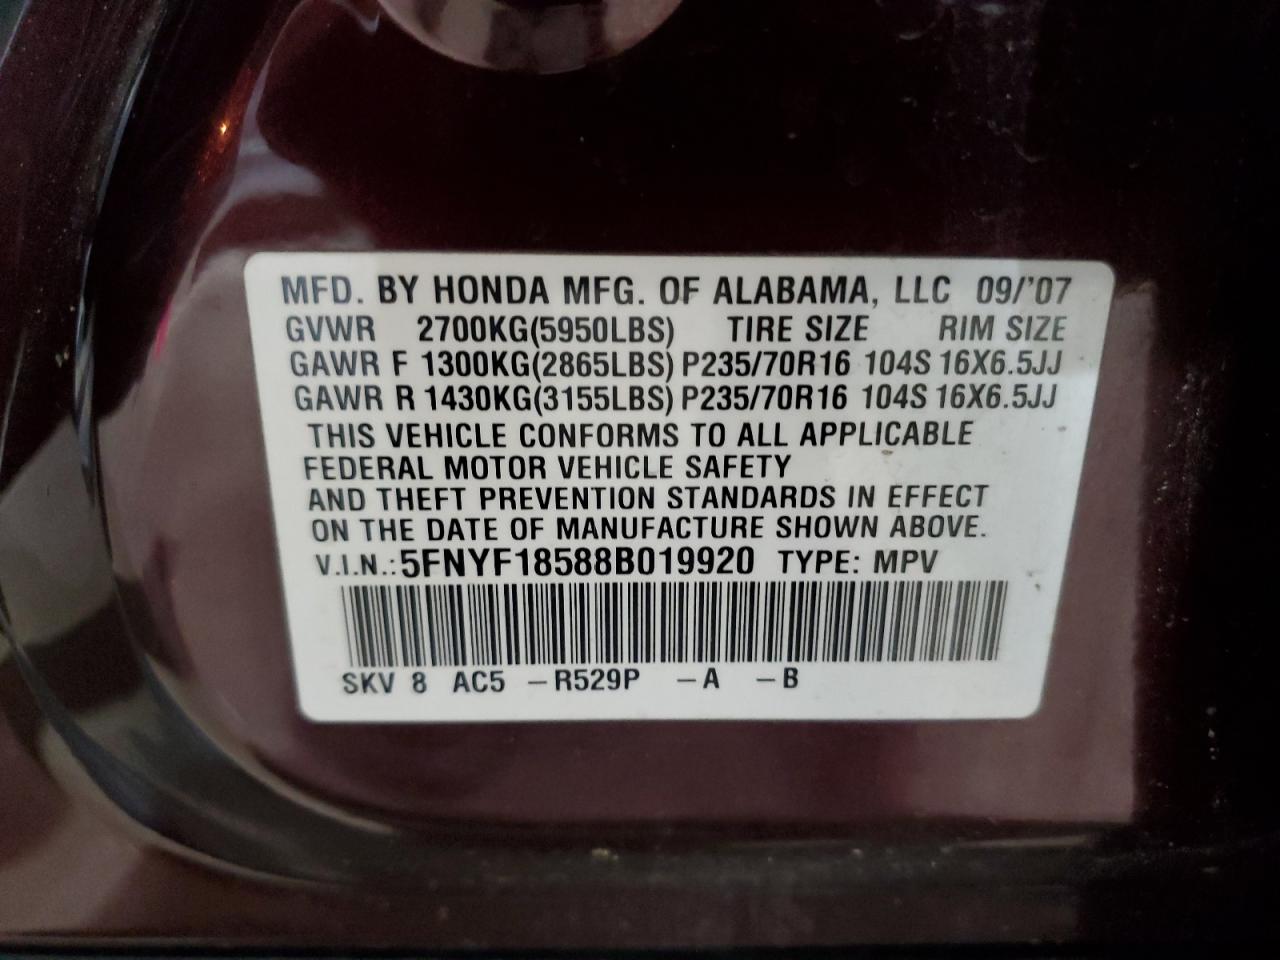 MFD. BY HONDA MFG. OF ALABAMA, LLC 09/'07
GVWR 2700KG(5950LBS) TIRE SIZE RIM SIZE
GAWR F 1300KG(2865LBS) P235/70R16 104S 16X6.5JJ
GAWR R 1430KG(3155LBS) P235/70R16 104S 16X6.5JJ
THIS VEHICLE CONFORMS TO ALL APPLICABLE
FEDERAL MOTOR VEHICLE SAFETY
AND THEFT PREVENTION STANDARDS IN EFFECT
ON THE DATE OF MANUFACTURE SHOWN ABOVE.
V.I.N.: 5FNYF18588B019920 TYPE: MPV
SKV 8 AC5 -R529P -A -B